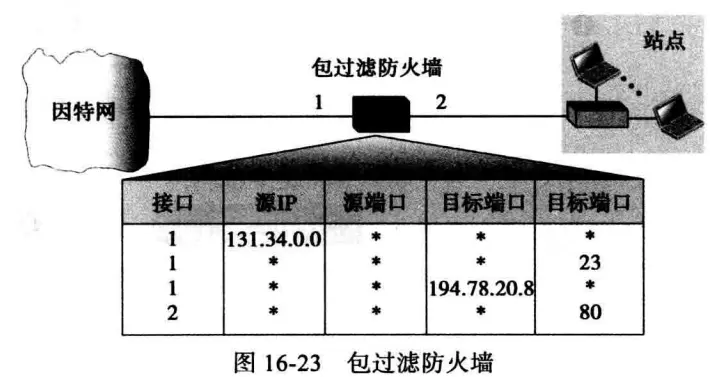 站点
包过滤防火墙
因特网
1 2
接口 源IP 源端口 目标端口 目标端口
1 131.34.0.0 * * *
1 * * * 23
1 * * 194.78.20.8 *
2 * * * 80
图 16-23 包过滤防火墙